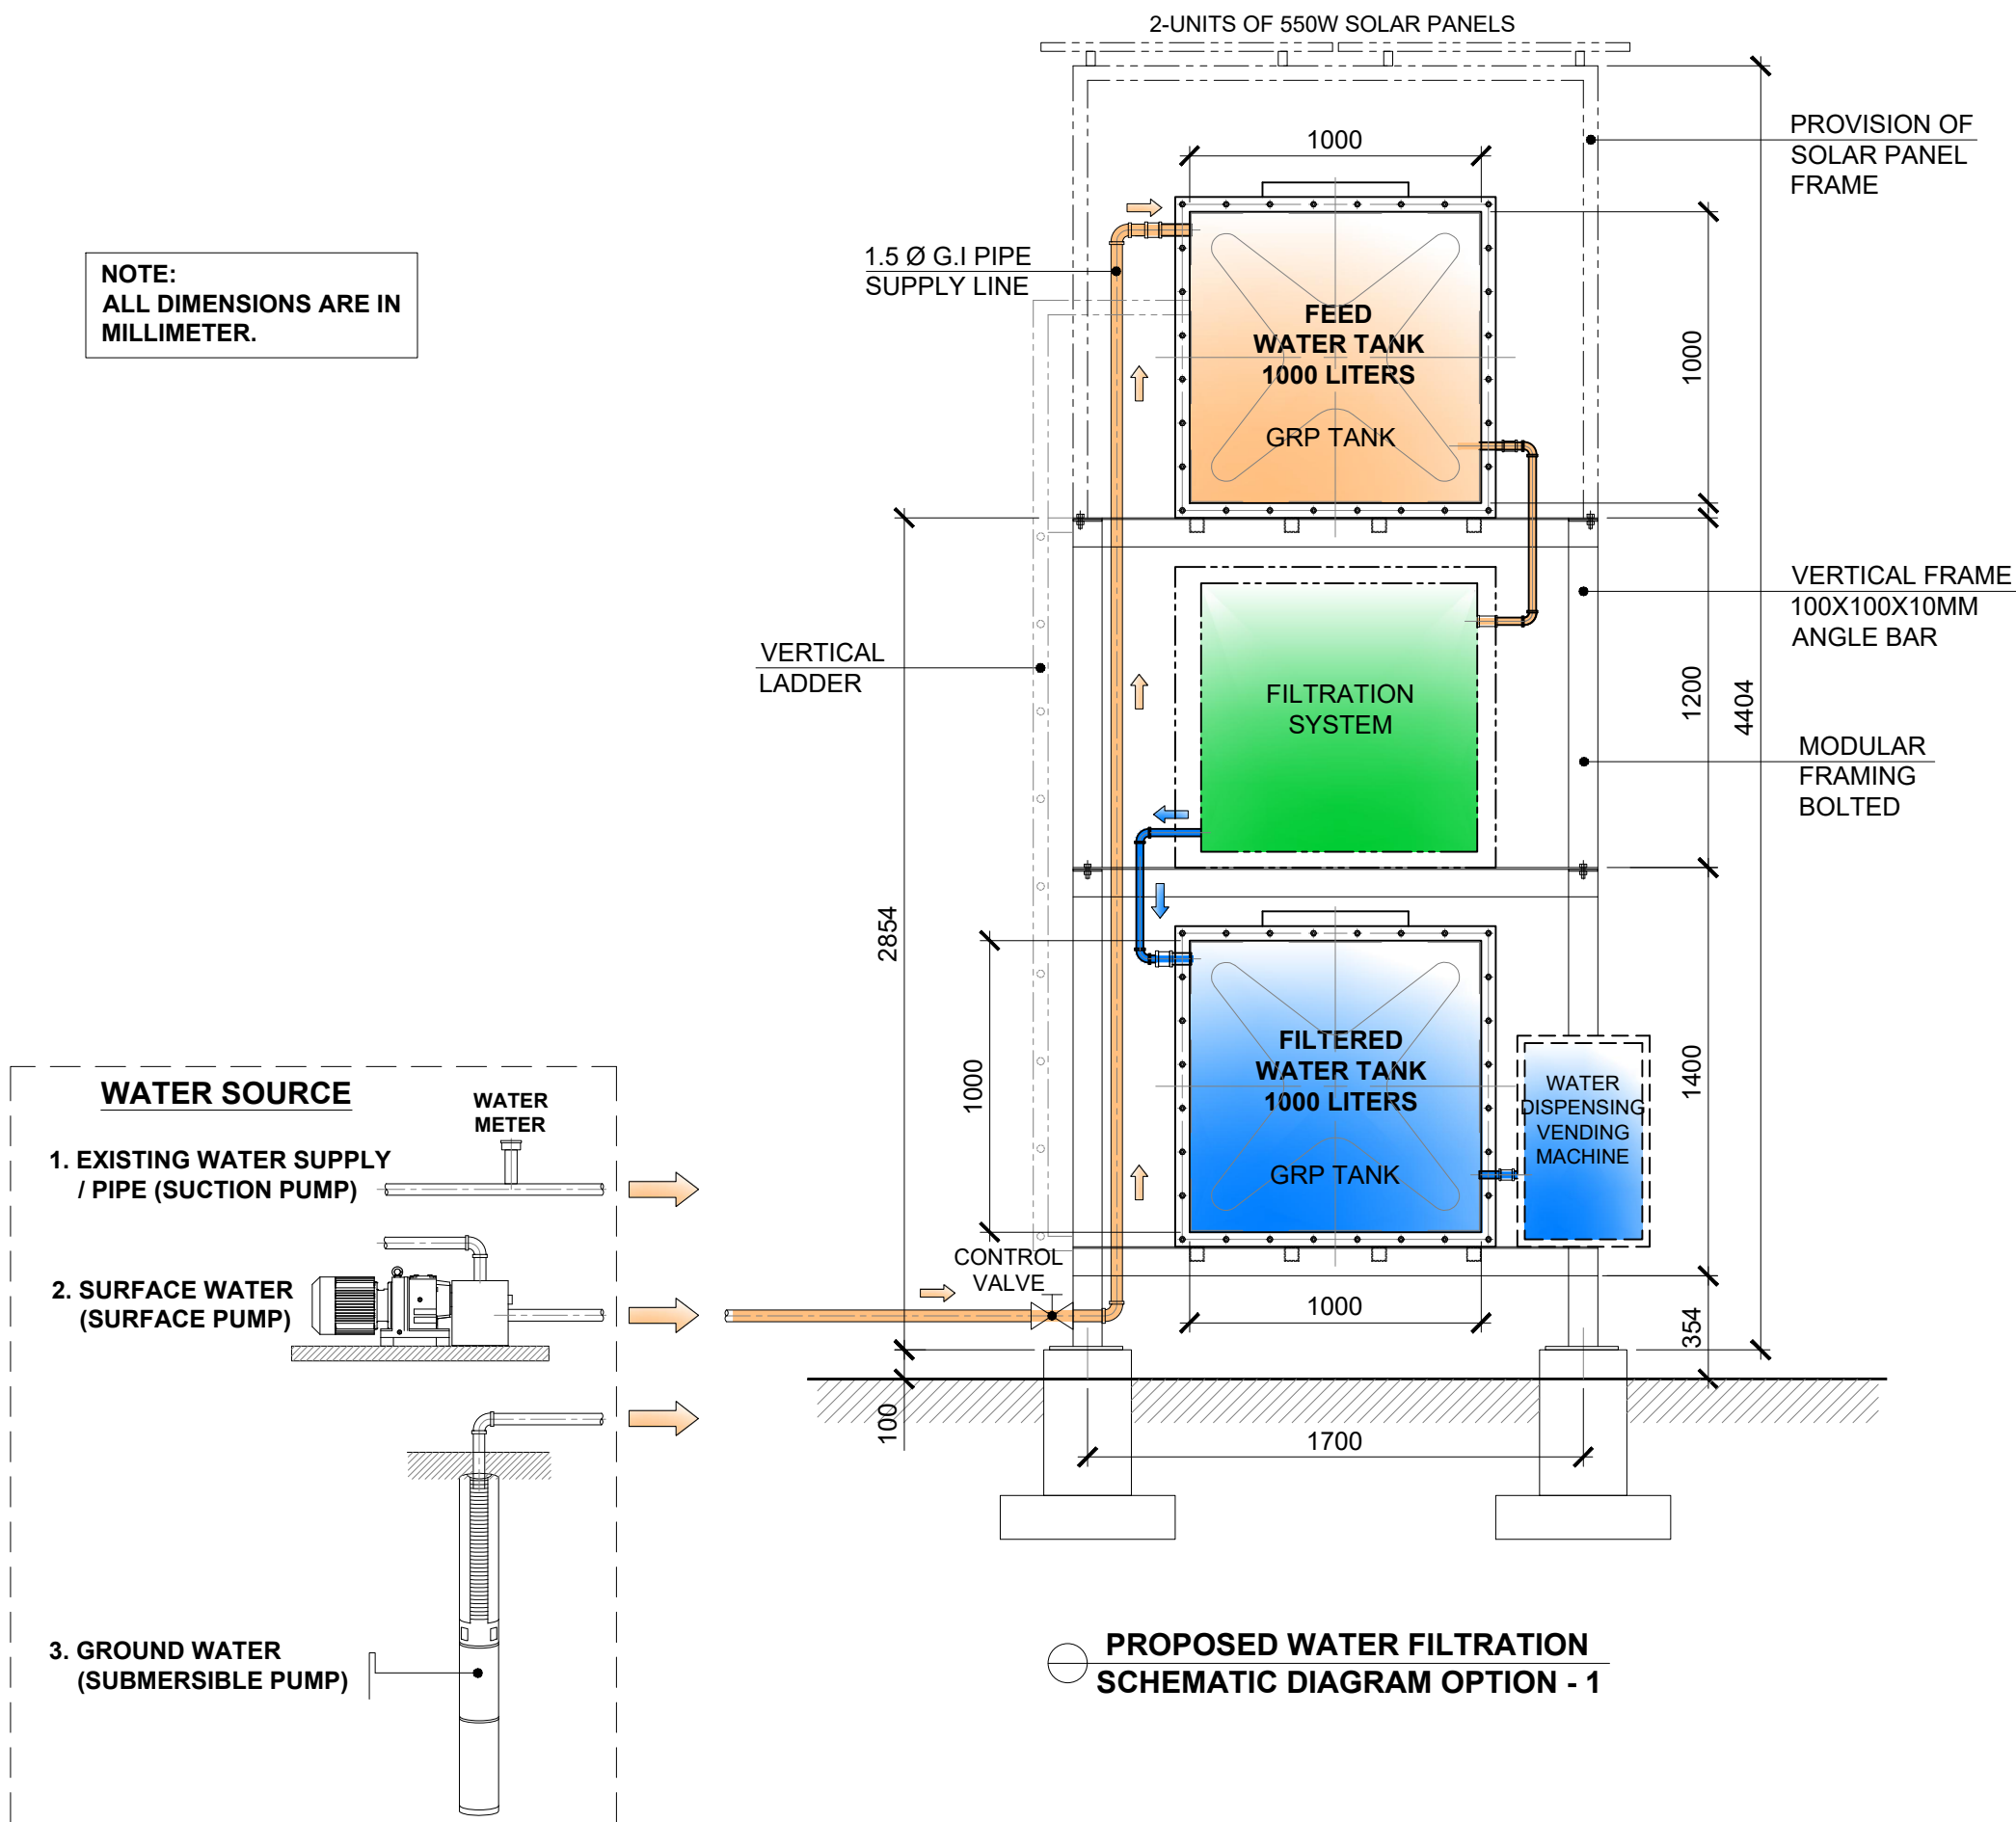 2-UNITS OF 550W SOLAR PANELS
PROVISION OF
SOLAR PANEL
FRAME
1000
NOTE:
ALL DIMENSIONS ARE IN
MILLIMETER.
1.5 Ø G.I PIPE
SUPPLY LINE
FEED
WATER TANK
1000 LITERS
GRP TANK
1000
VERTICAL FRAME
100X100X10MM
ANGLE BAR
VERTICAL
LADDER
FILTRATION
SYSTEM
1200
4404
MODULAR
FRAMING
BOLTED
2854
1000
FILTERED
WATER TANK
1000 LITERS
GRP TANK
WATER
DISPENSING
VENDING
MACHINE
1400
CONTROL
VALVE
1000
354
100
1700
WATER SOURCE
WATER
METER
1. EXISTING WATER SUPPLY
/ PIPE (SUCTION PUMP)
2. SURFACE WATER
(SURFACE PUMP)
3. GROUND WATER
(SUBMERSIBLE PUMP)
PROPOSED WATER FILTRATION
SCHEMATIC DIAGRAM OPTION - 1